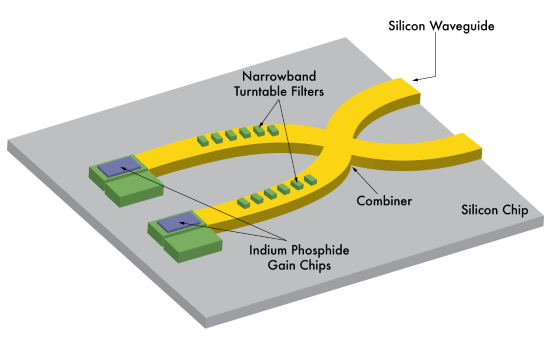 Silicon Waveguide
Narrowband
Turntable Filters
Combiner
Silicon Chip
Indium Phosphide
Gain Chips